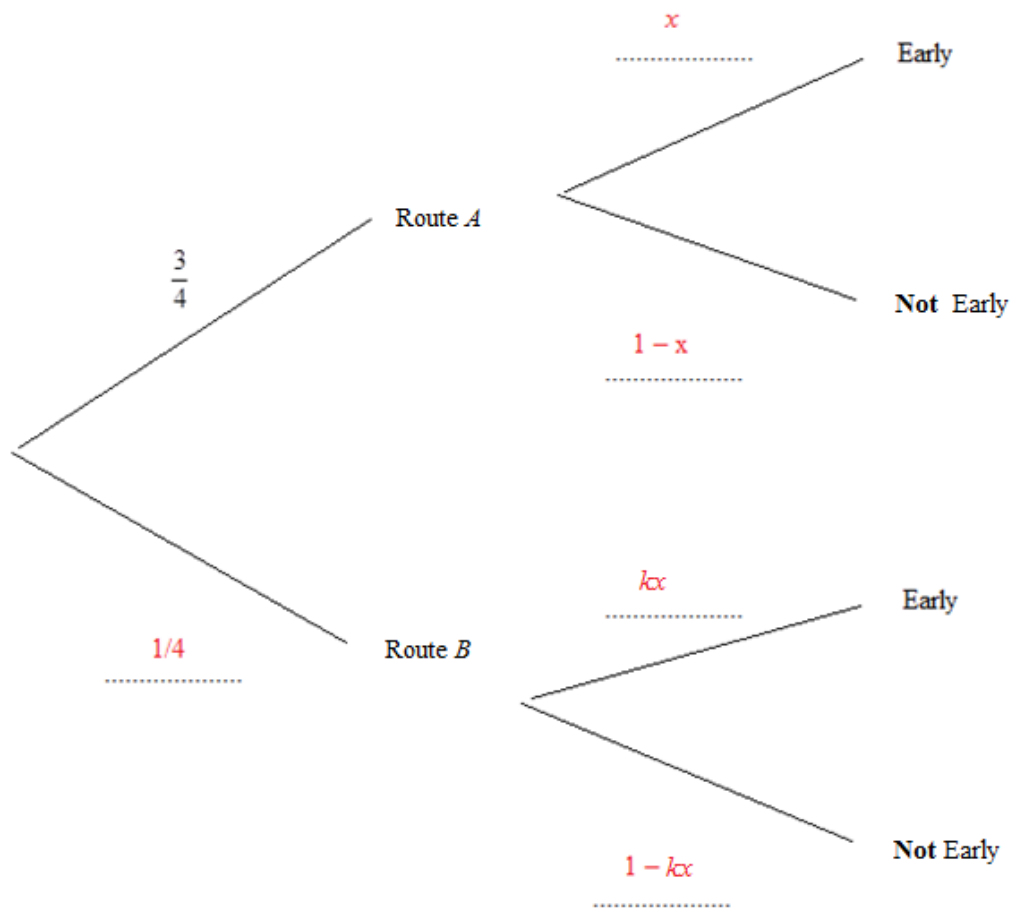 x
Early
Route A
3
4
Not Early
1 – x
kx
Early
1/4
Route B
Not Early
1 – kx